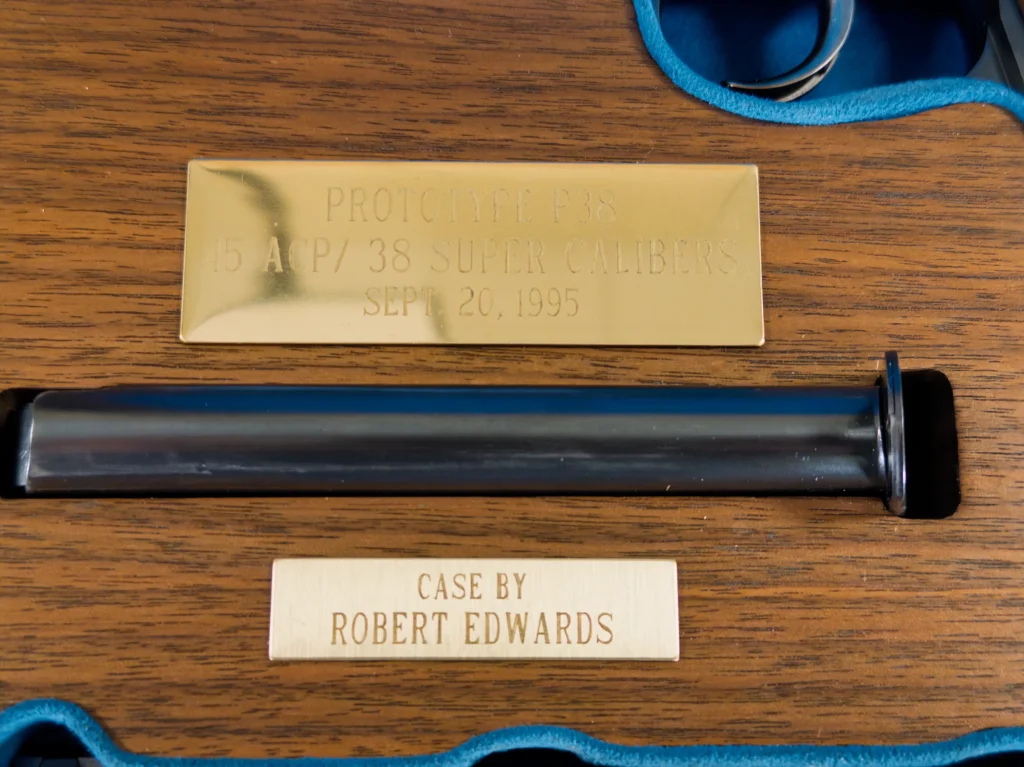 PROTOTYPE P38
45 ACP/ 38 SUPER CALIBERS
SEPT. 20, 1995
CASE BY
ROBERT EDWARDS